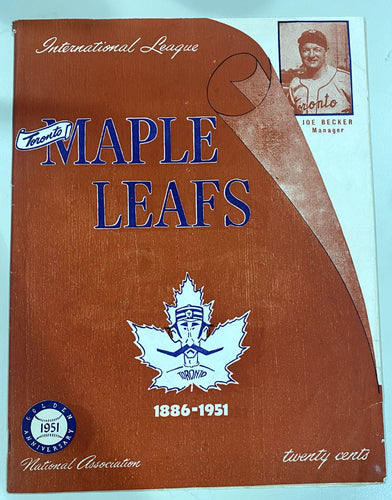 International League
Toronto
MAPLE
LEAFS
Toronto
JOE BECKER
Manager
TORONTO
1886-1951
GOLDEN
1951
ANNIVERSARY
National Association
twenty cents